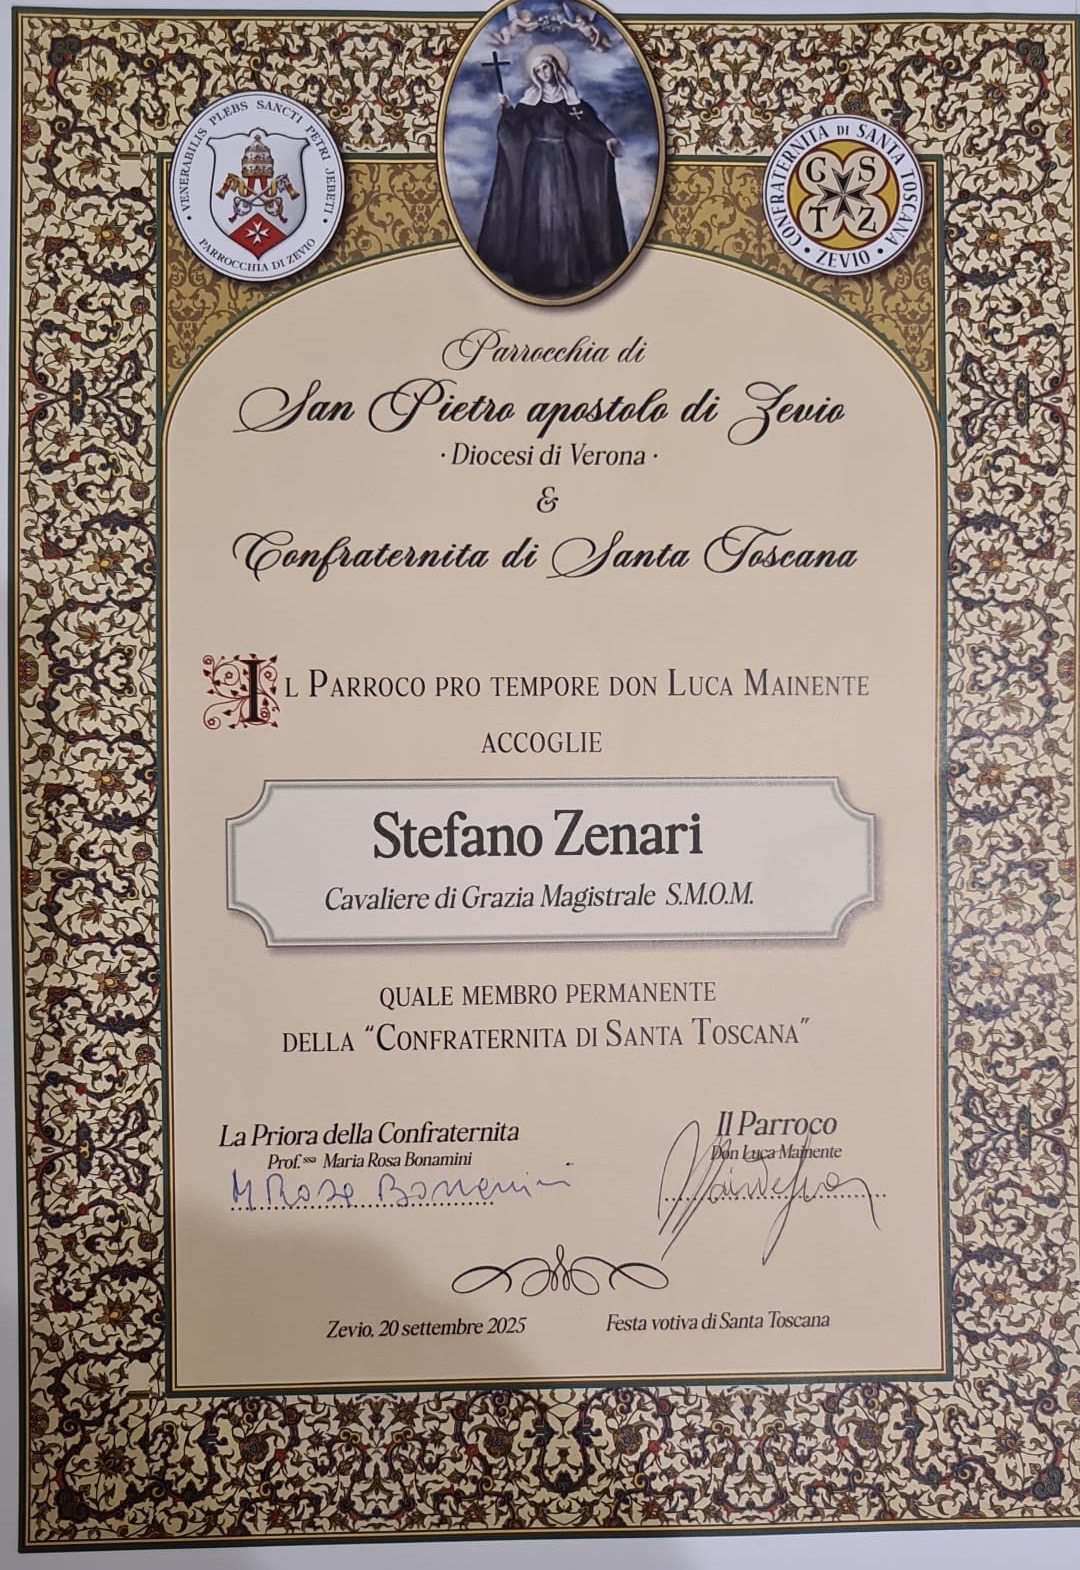 · VENERABILIS PLEBS SANCTI PETRI JEBETI ·
PARROCCHIA DI ZEVIO
· CONFRATERNITA DI SANTA TOSCANA ·
ZEVIO
C S
T Z
Parrocchia di
San Pietro apostolo di Zevio
· Diocesi di Verona ·
&
Confraternita di Santa Toscana
IL PARROCO PRO TEMPORE DON LUCA MAINENTE
ACCOGLIE
Stefano Zenari
Cavaliere di Grazia Magistrale S.M.O.M.
QUALE MEMBRO PERMANENTE
DELLA “CONFRATERNITA DI SANTA TOSCANA”
La Priora della Confraternita
Prof.ssa Maria Rosa Bonamini
M Rosa Bonamini
Il Parroco
Don Luca Mainente
Zevio, 20 settembre 2025
Festa votiva di Santa Toscana